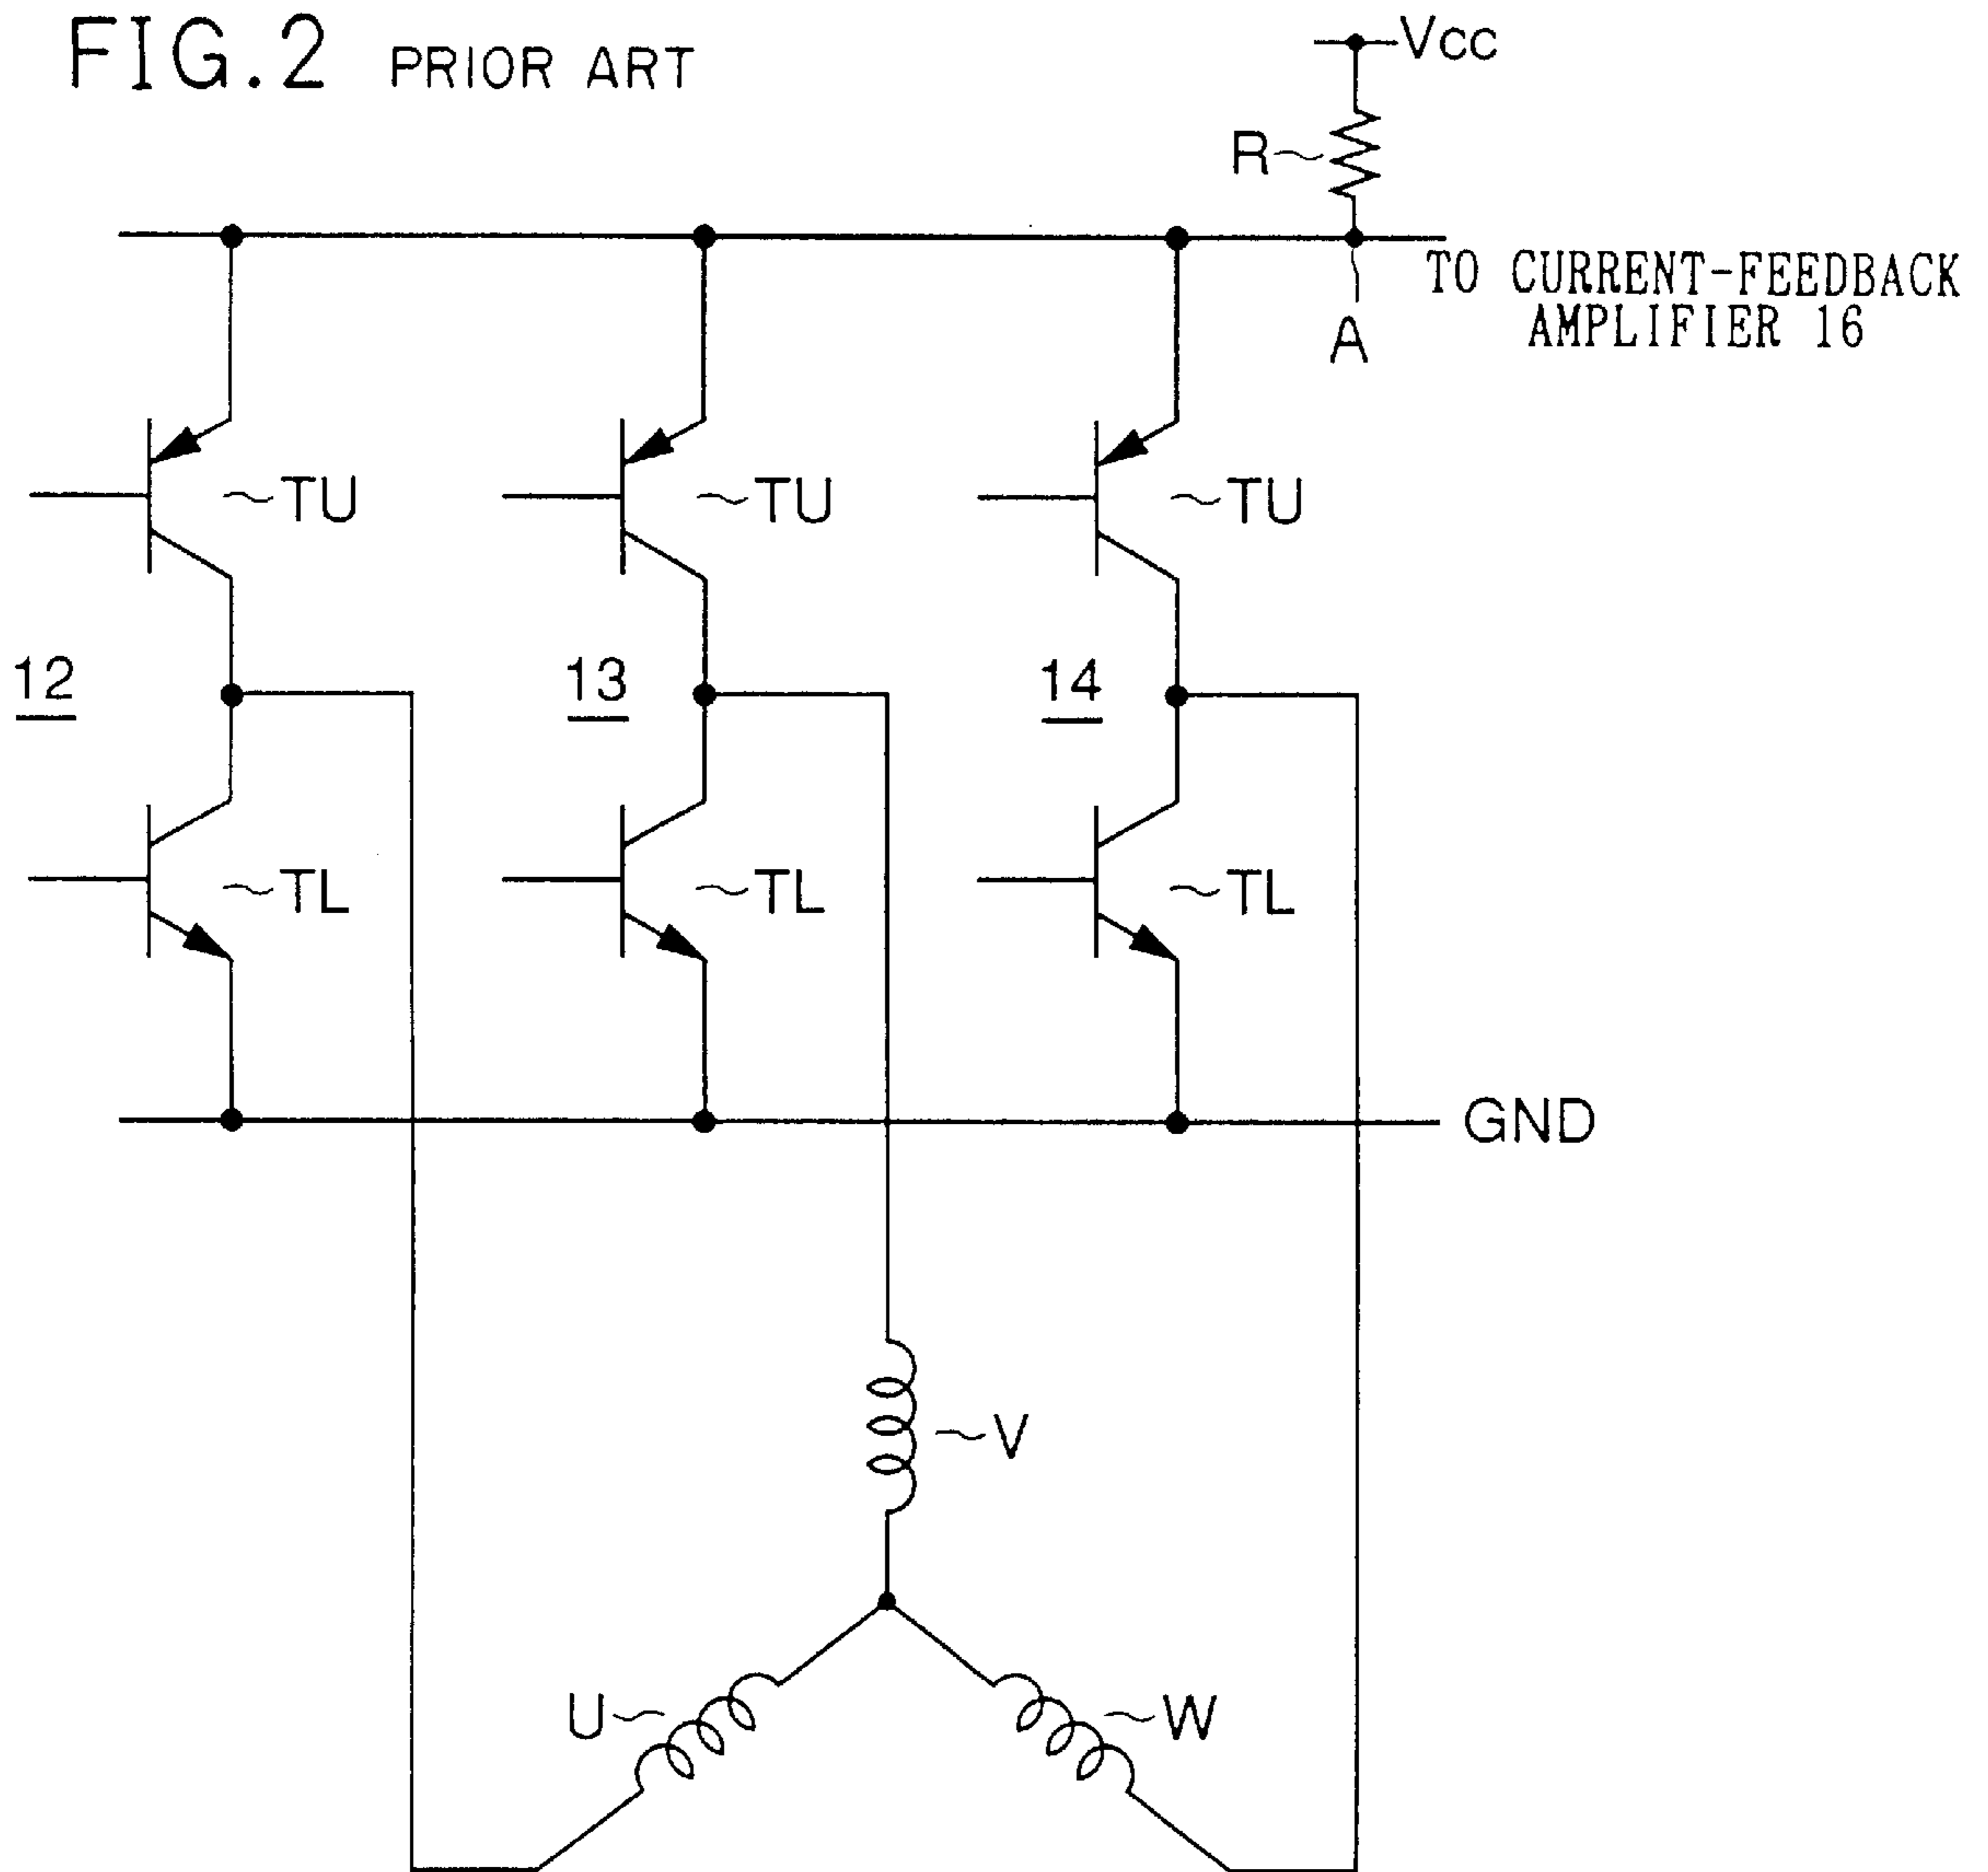 FIG.2 PRIOR ART
Vcc
R
TO CURRENT-FEEDBACK
AMPLIFIER 16
A
TU
TU
TU
12
13
14
TL
TL
TL
GND
V
U
W